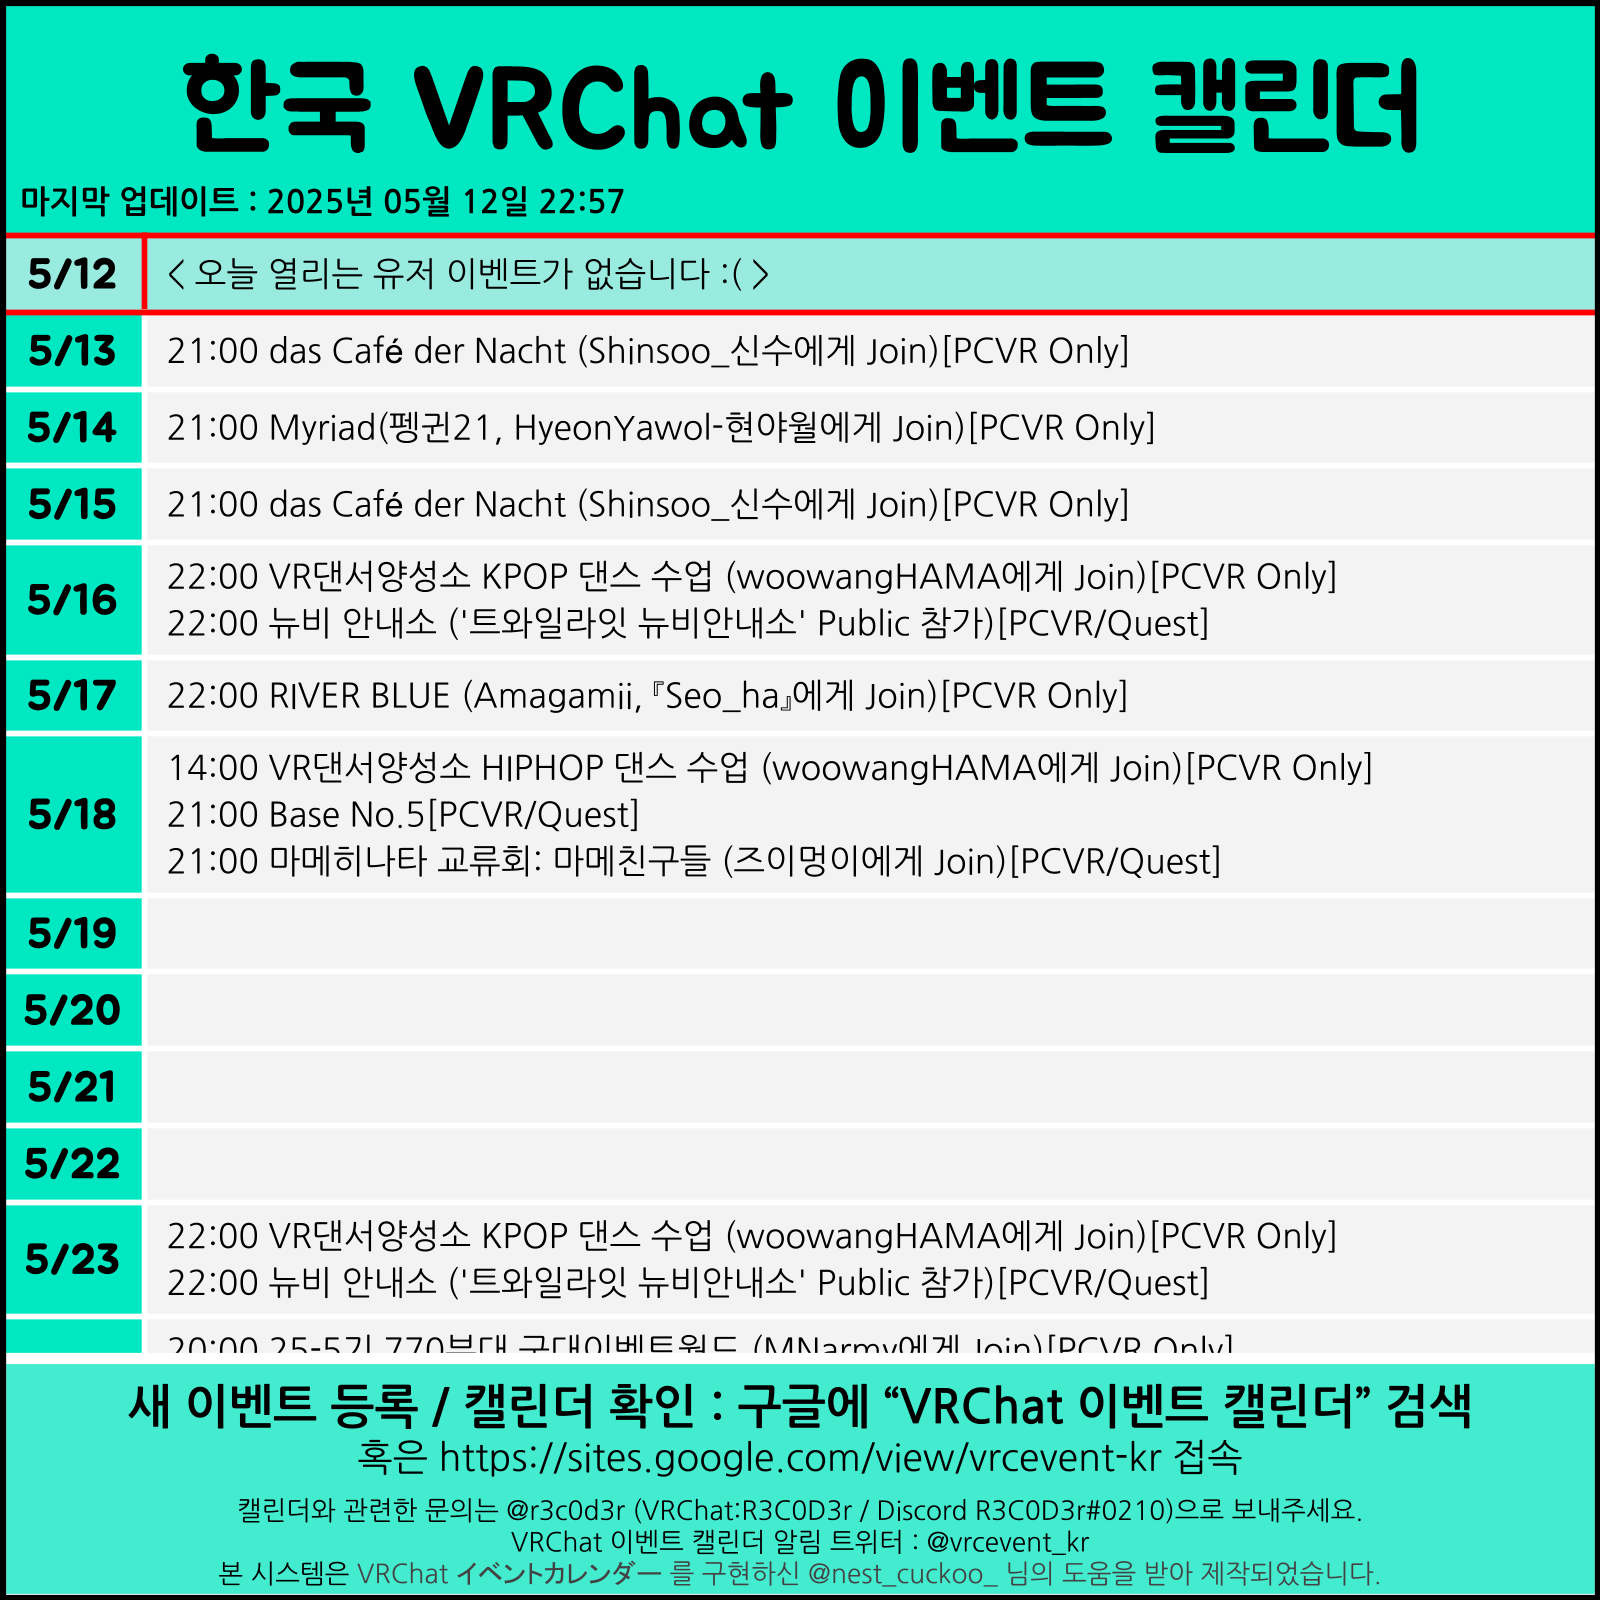 한국 VRChat 이벤트 캘린더
마지막 업데이트 : 2025년 05월 12일 22:57
5/12
< 오늘 열리는 유저 이벤트가 없습니다 :( >
5/13
21:00 das Café der Nacht (Shinsoo_신수에게 Join)[PCVR Only]
5/14
21:00 Myriad(펭귄21, HyeonYawol-현야월에게 Join)[PCVR Only]
5/15
21:00 das Café der Nacht (Shinsoo_신수에게 Join)[PCVR Only]
5/16
22:00 VR댄서양성소 KPOP 댄스 수업 (woowangHAMA에게 Join)[PCVR Only]
22:00 뉴비 안내소 ('트와일라잇 뉴비안내소' Public 참가)[PCVR/Quest]
5/17
22:00 RIVER BLUE (Amagamii,『Seo_ha』에게 Join)[PCVR Only]
5/18
14:00 VR댄서양성소 HIPHOP 댄스 수업 (woowangHAMA에게 Join)[PCVR Only]
21:00 Base No.5[PCVR/Quest]
21:00 마메히나타 교류회: 마메친구들 (즈이멍이에게 Join)[PCVR/Quest]
5/19
5/20
5/21
5/22
5/23
22:00 VR댄서양성소 KPOP 댄스 수업 (woowangHAMA에게 Join)[PCVR Only]
22:00 뉴비 안내소 ('트와일라잇 뉴비안내소' Public 참가)[PCVR/Quest]
20:00 25-5기 770부대 군대이벤트월드 (MNarmy에게 Join)[PCVR Only]
새 이벤트 등록 / 캘린더 확인 : 구글에 “VRChat 이벤트 캘린더” 검색
혹은 https://sites.google.com/view/vrcevent-kr 접속
캘린더와 관련한 문의는 @r3c0d3r (VRChat:R3C0D3r / Discord R3C0D3r#0210)으로 보내주세요.
VRChat 이벤트 캘린더 알림 트위터 : @vrcevent_kr
본 시스템은 VRChat イベントカレンダー 를 구현하신 @nest_cuckoo_ 님의 도움을 받아 제작되었습니다.